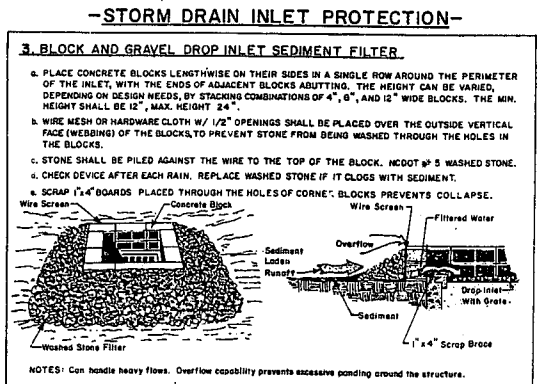 -STORM DRAIN INLET PROTECTION-
3. BLOCK AND GRAVEL DROP INLET SEDIMENT FILTER
a. PLACE CONCRETE BLOCKS LENGTHWISE ON THEIR SIDES IN A SINGLE ROW AROUND THE PERIMETER
OF THE INLET, WITH THE ENDS OF ADJACENT BLOCKS ABUTTING. THE HEIGHT CAN BE VARIED,
DEPENDING ON DESIGN NEEDS, BY STACKING COMBINATIONS OF 4", 8", AND 12" WIDE BLOCKS. THE MIN.
HEIGHT SHALL BE 12", MAX. HEIGHT 24".
b. WIRE MESH OR HARDWARE CLOTH W/ 1/2" OPENINGS SHALL BE PLACED OVER THE OUTSIDE VERTICAL
FACE (WEBBING) OF THE BLOCKS, TO PREVENT STONE FROM BEING WASHED THROUGH THE HOLES IN
THE BLOCKS.
c. STONE SHALL BE PILED AGAINST THE WIRE TO THE TOP OF THE BLOCK. NCDOT # 5 WASHED STONE.
d. CHECK DEVICE AFTER EACH RAIN. REPLACE WASHED STONE IF IT CLOGS WITH SEDIMENT.
e. SCRAP 1"x4" BOARDS PLACED THROUGH THE HOLES OF CORNER BLOCKS PREVENTS COLLAPSE.
Wire Screen
Concrete Block
Washed Stone Filter
Wire Screen
Filtered Water
Overflow
Sediment
Laden
Runoff
Sediment
Drop Inlet
With Grate
1"x4" Scrap Brace
NOTES: Can handle heavy flows. Overflow capability prevents excessive ponding around the structure.